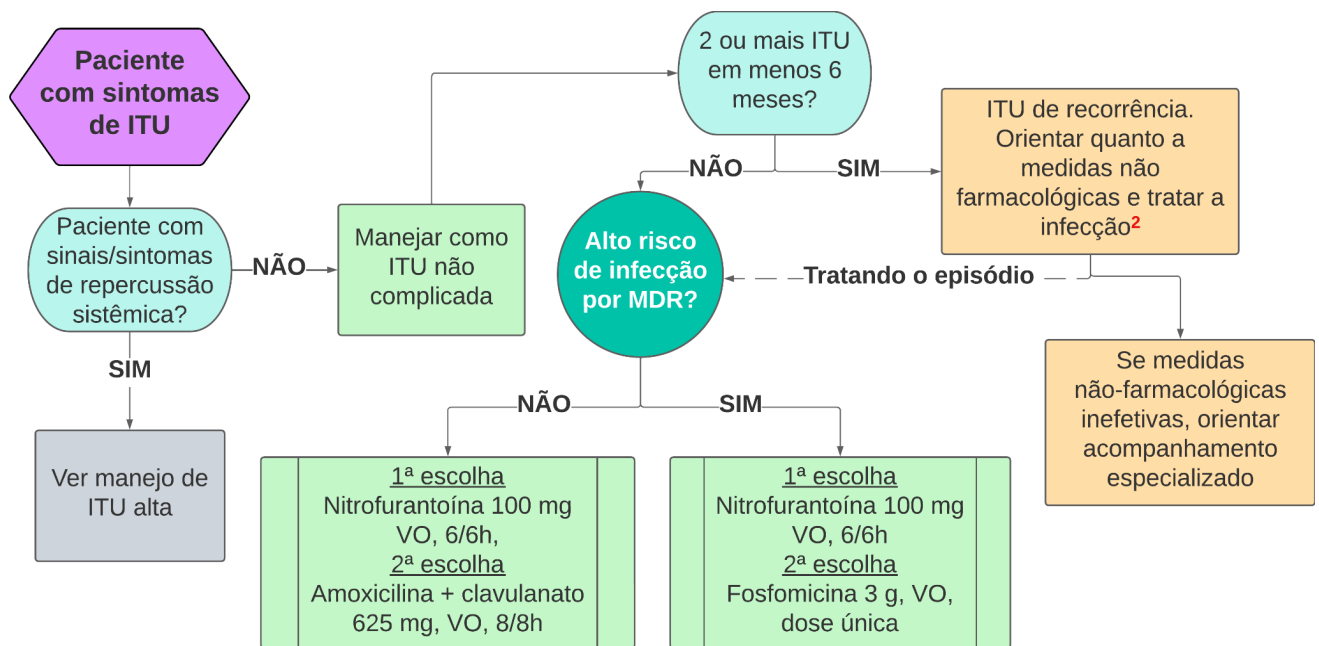 Paciente
com sintomas
de ITU
Paciente com
sinais/sintomas
de repercussão
sistêmica?
NÃO
SIM
Ver manejo de
ITU alta
Manejar como
ITU não
complicada
2 ou mais ITU
em menos 6
meses?
NÃO
SIM
ITU de recorrência.
Orientar quanto a
medidas não
farmacológicas e tratar a
infecção2
Tratando o episódio
Se medidas
não-farmacológicas
inefetivas, orientar
acompanhamento
especializado
Alto risco
de infecção
por MDR?
NÃO
SIM
1ª escolha
Nitrofurantoína 100 mg
VO, 6/6h,
2ª escolha
Amoxicilina + clavulanato
625 mg, VO, 8/8h
1ª escolha
Nitrofurantoína 100 mg
VO, 6/6h
2ª escolha
Fosfomicina 3 g, VO,
dose única